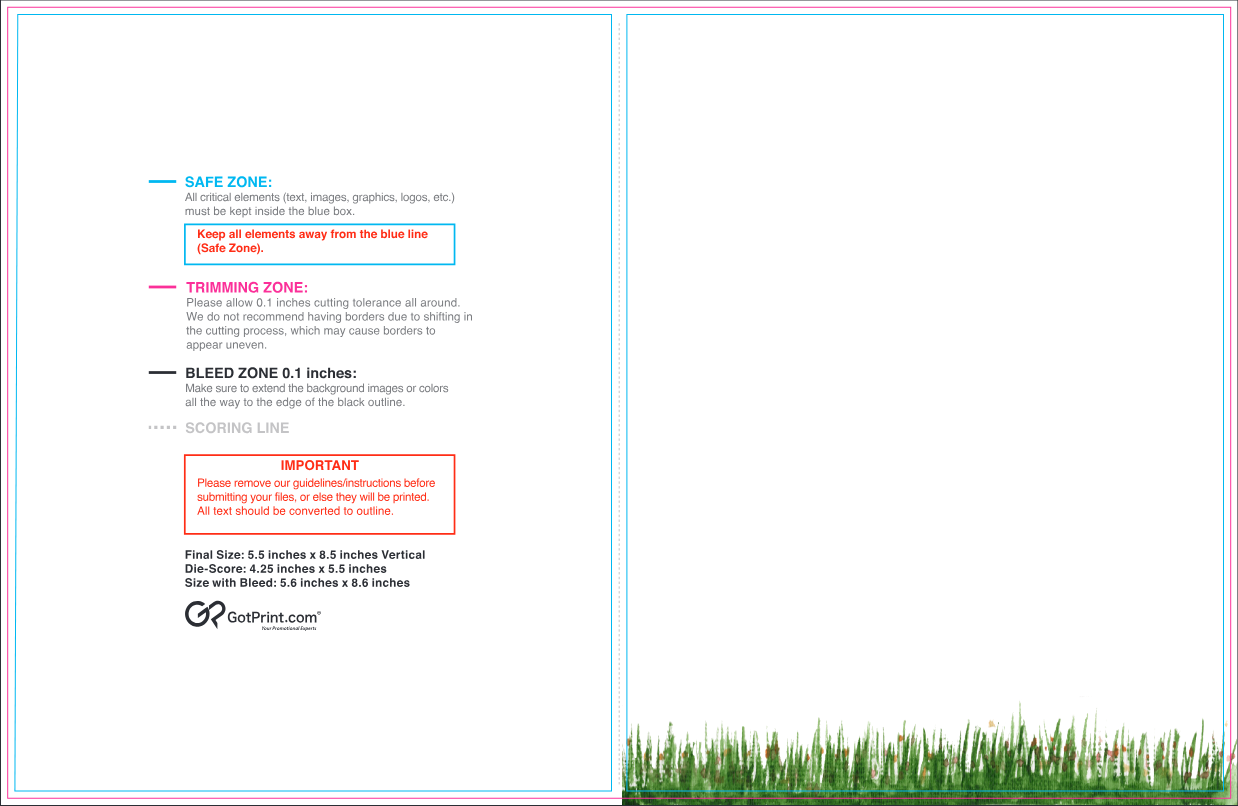 SAFE ZONE:
All critical elements (text, images, graphics, logos, etc.)
must be kept inside the blue box.
Keep all elements away from the blue line
(Safe Zone).
TRIMMING ZONE:
Please allow 0.1 inches cutting tolerance all around.
We do not recommend having borders due to shifting in
the cutting process, which may cause borders to
appear uneven.
BLEED ZONE 0.1 inches:
Make sure to extend the background images or colors
all the way to the edge of the black outline.
SCORING LINE
IMPORTANT
Please remove our guidelines/instructions before
submitting your files, or else they will be printed.
All text should be converted to outline.
Final Size: 5.5 inches x 8.5 inches Vertical
Die-Score: 4.25 inches x 5.5 inches
Size with Bleed: 5.6 inches x 8.6 inches
GP GotPrint.com®
Your Promotional Experts